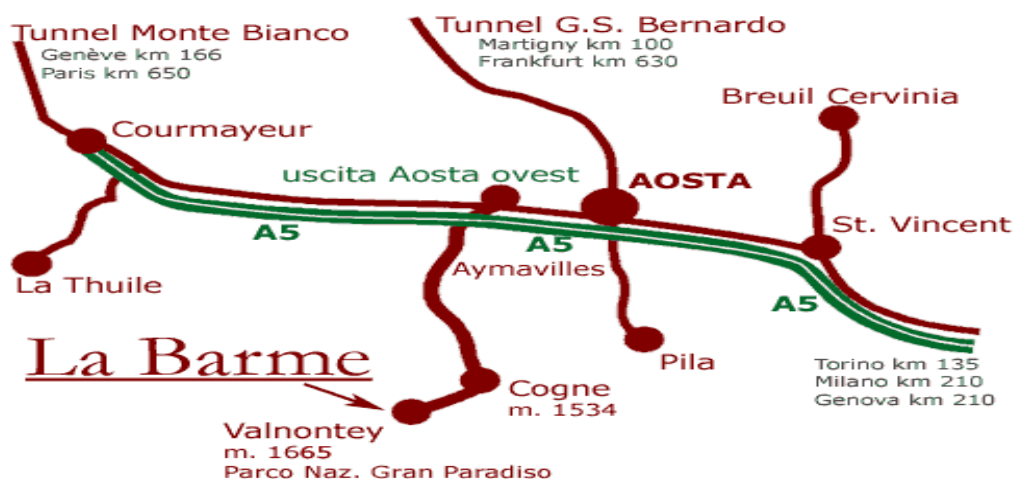 Tunnel Monte Bianco
Genève km 166
Paris km 650
Tunnel G.S. Bernardo
Martigny km 100
Frankfurt km 630
Breuil Cervinia
Courmayeur
uscita Aosta ovest
AOSTA
St. Vincent
A5
A5
Aymavilles
La Thuile
A5
La Barme
Pila
Torino km 135
Milano km 210
Genova km 210
Cogne
m. 1534
Valnontey
m. 1665
Parco Naz. Gran Paradiso